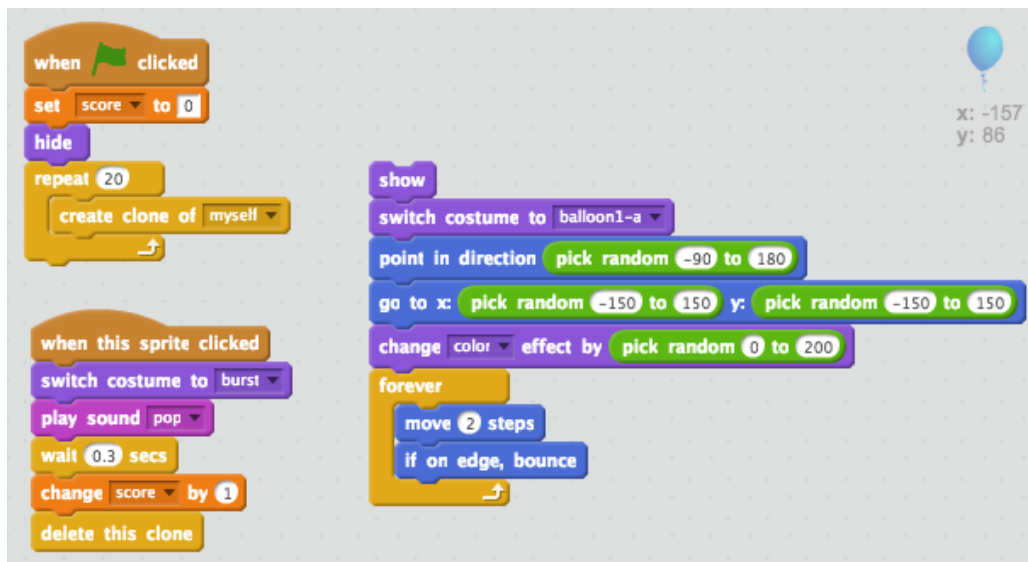 when clicked
set score to 0
hide
repeat 20
create clone of myself
when this sprite clicked
switch costume to burst
play sound pop
wait 0.3 secs
change score by 1
delete this clone
show
switch costume to balloon1-a
point in direction pick random -90 to 180
go to x: pick random -150 to 150 y: pick random -150 to 150
change color effect by pick random 0 to 200
forever
move 2 steps
if on edge, bounce
x: -157
y: 86